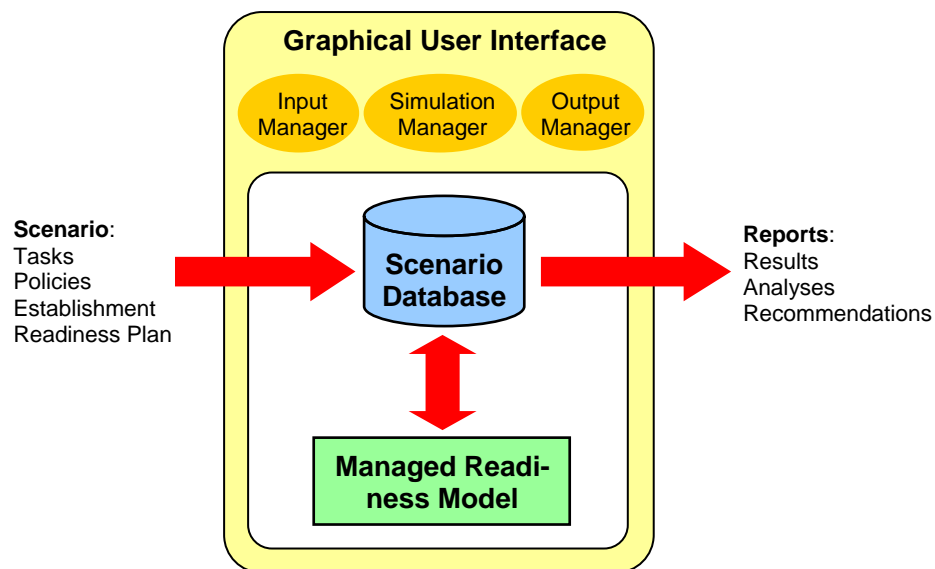 Graphical User Interface
Input
Manager
Simulation
Manager
Output
Manager
Scenario:
Tasks
Policies
Establishment
Readiness Plan
Scenario
Database
Reports:
Results
Analyses
Recommendations
Managed Readi-
ness Model